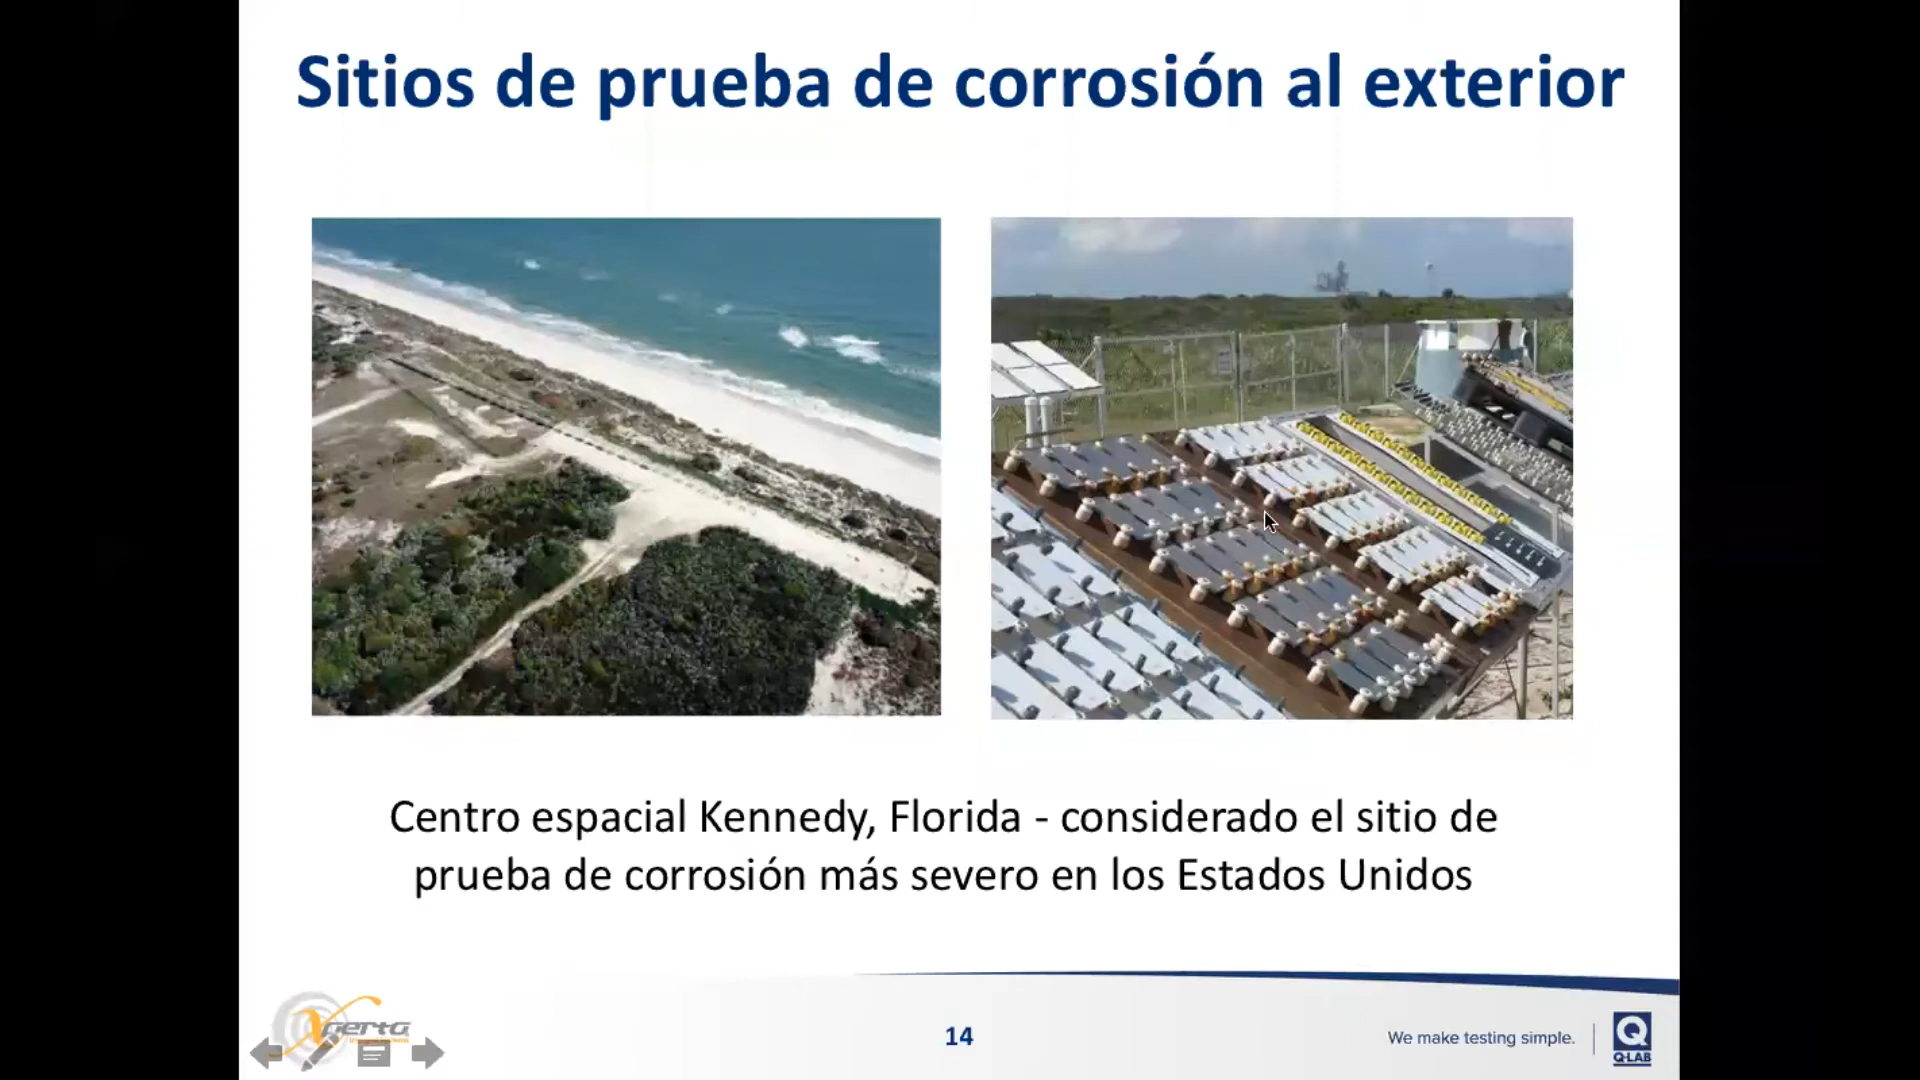 Sitios de prueba de corrosión al exterior
Centro espacial Kennedy, Florida - considerado el sitio de
prueba de corrosión más severo en los Estados Unidos
Xperta
14
We make testing simple.
Q
Q-LAB